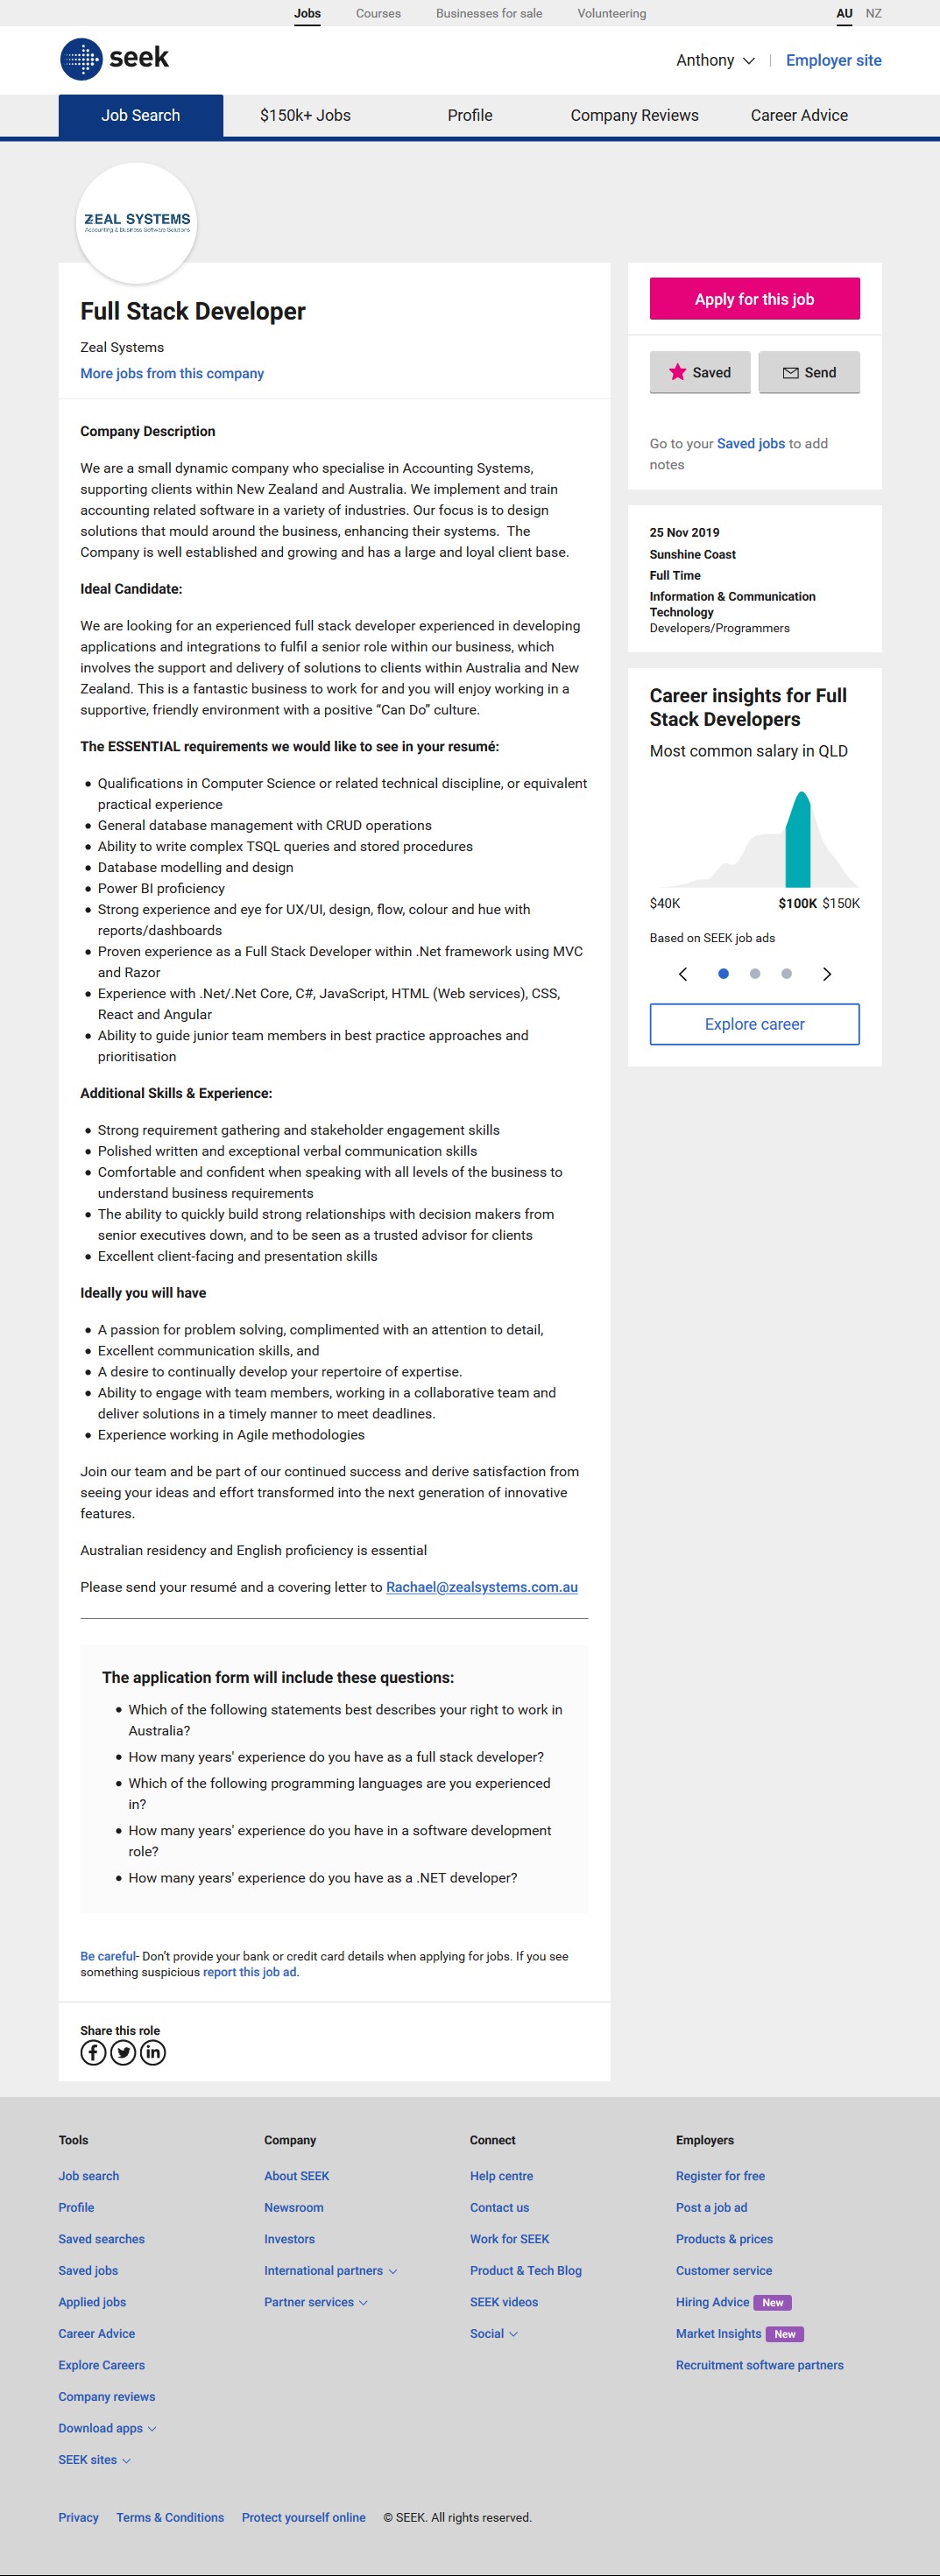 Jobs Courses Businesses for sale Volunteering AU NZ
seek
Anthony Employer site
Job Search $150k+ Jobs Profile Company Reviews Career Advice
ZEAL SYSTEMS
Accounting & Business Software Solutions
Full Stack Developer
Zeal Systems
More jobs from this company
Company Description
We are a small dynamic company who specialise in Accounting Systems,
supporting clients within New Zealand and Australia. We implement and train
accounting related software in a variety of industries. Our focus is to design
solutions that mould around the business, enhancing their systems.  The
Company is well established and growing and has a large and loyal client base.
Ideal Candidate:
We are looking for an experienced full stack developer experienced in developing
applications and integrations to fulfil a senior role within our business, which
involves the support and delivery of solutions to clients within Australia and New
Zealand. This is a fantastic business to work for and you will enjoy working in a
supportive, friendly environment with a positive “Can Do” culture.
The ESSENTIAL requirements we would like to see in your resumé:
• Qualifications in Computer Science or related technical discipline, or equivalent
practical experience
• General database management with CRUD operations
• Ability to write complex TSQL queries and stored procedures
• Database modelling and design
• Power BI proficiency
• Strong experience and eye for UX/UI, design, flow, colour and hue with
reports/dashboards
• Proven experience as a Full Stack Developer within .Net framework using MVC
and Razor
• Experience with .Net/.Net Core, C#, JavaScript, HTML (Web services), CSS,
React and Angular
• Ability to guide junior team members in best practice approaches and
prioritisation
Additional Skills & Experience:
• Strong requirement gathering and stakeholder engagement skills
• Polished written and exceptional verbal communication skills
• Comfortable and confident when speaking with all levels of the business to
understand business requirements
• The ability to quickly build strong relationships with decision makers from
senior executives down, and to be seen as a trusted advisor for clients
• Excellent client-facing and presentation skills
Ideally you will have
• A passion for problem solving, complimented with an attention to detail,
• Excellent communication skills, and
• A desire to continually develop your repertoire of expertise.
• Ability to engage with team members, working in a collaborative team and
deliver solutions in a timely manner to meet deadlines.
• Experience working in Agile methodologies
Join our team and be part of our continued success and derive satisfaction from
seeing your ideas and effort transformed into the next generation of innovative
features.
Australian residency and English proficiency is essential
Please send your resumé and a covering letter to Rachael@zealsystems.com.au
The application form will include these questions:
• Which of the following statements best describes your right to work in
Australia?
• How many years' experience do you have as a full stack developer?
• Which of the following programming languages are you experienced
in?
• How many years' experience do you have in a software development
role?
• How many years' experience do you have as a .NET developer?
Be careful- Don’t provide your bank or credit card details when applying for jobs. If you see
something suspicious report this job ad.
Share this role
Apply for this job
Saved Send
Go to your Saved jobs to add
notes
25 Nov 2019
Sunshine Coast
Full Time
Information & Communication
Technology
Developers/Programmers
Career insights for Full
Stack Developers
Most common salary in QLD
$40K $100K $150K
Based on SEEK job ads
Explore career
Tools
Job search
Profile
Saved searches
Saved jobs
Applied jobs
Career Advice
Explore Careers
Company reviews
Download apps
SEEK sites
Company
About SEEK
Newsroom
Investors
International partners
Partner services
Connect
Help centre
Contact us
Work for SEEK
Product & Tech Blog
SEEK videos
Social
Employers
Register for free
Post a job ad
Products & prices
Customer service
Hiring Advice New
Market Insights New
Recruitment software partners
Privacy Terms & Conditions Protect yourself online © SEEK. All rights reserved.